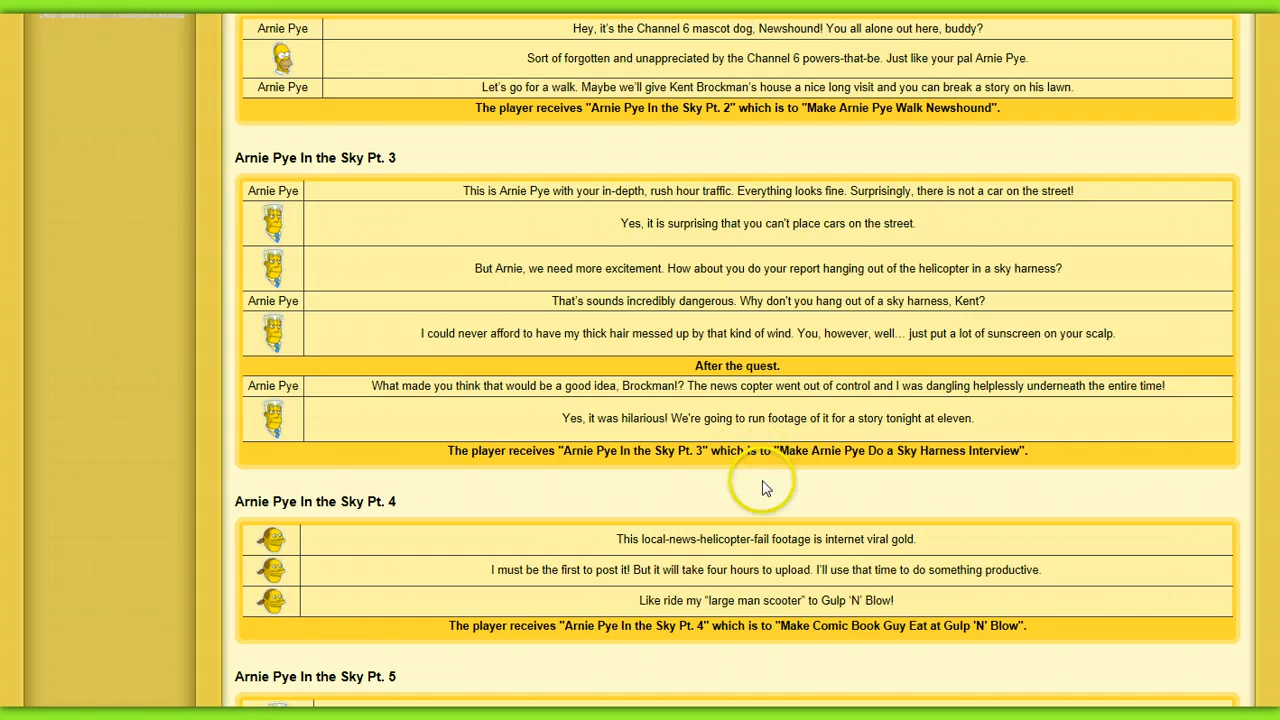 Arnie Pye Hey, it's the Channel 6 mascot dog, Newshound! You all alone out here, buddy?
Sort of forgotten and unappreciated by the Channel 6 powers-that-be. Just like your pal Arnie Pye.
Arnie Pye Let's go for a walk. Maybe we'll give Kent Brockman's house a nice long visit and you can break a story on his lawn.
The player receives "Arnie Pye In the Sky Pt. 2" which is to "Make Arnie Pye Walk Newshound".
Arnie Pye In the Sky Pt. 3
Arnie Pye This is Arnie Pye with your in-depth, rush hour traffic. Everything looks fine. Surprisingly, there is not a car on the street!
Yes, it is surprising that you can't place cars on the street.
But Arnie, we need more excitement. How about you do your report hanging out of the helicopter in a sky harness?
Arnie Pye That's sounds incredibly dangerous. Why don't you hang out of a sky harness, Kent?
I could never afford to have my thick hair messed up by that kind of wind. You, however, well… just put a lot of sunscreen on your scalp.
After the quest.
Arnie Pye What made you think that would be a good idea, Brockman!? The news copter went out of control and I was dangling helplessly underneath the entire time!
Yes, it was hilarious! We're going to run footage of it for a story tonight at eleven.
The player receives "Arnie Pye In the Sky Pt. 3" which is to "Make Arnie Pye Do a Sky Harness Interview".
Arnie Pye In the Sky Pt. 4
This local-news-helicopter-fail footage is internet viral gold.
I must be the first to post it! But it will take four hours to upload. I'll use that time to do something productive.
Like ride my "large man scooter" to Gulp 'N' Blow!
The player receives "Arnie Pye In the Sky Pt. 4" which is to "Make Comic Book Guy Eat at Gulp 'N' Blow".
Arnie Pye In the Sky Pt. 5